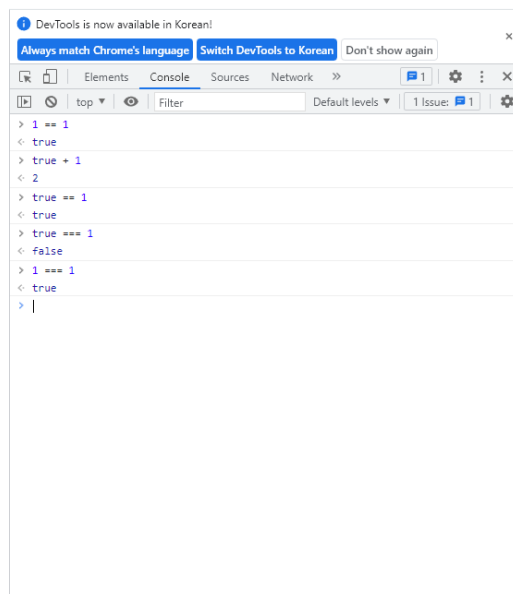 DevTools is now available in Korean!
Always match Chrome's language Switch DevTools to Korean Don't show again
Elements Console Sources Network » 1
top ▼ Filter Default levels ▼ 1 Issue: 1
> 1 == 1
<· true
> true + 1
<· 2
> true == 1
<· true
> true === 1
<· false
> 1 === 1
<· true
>